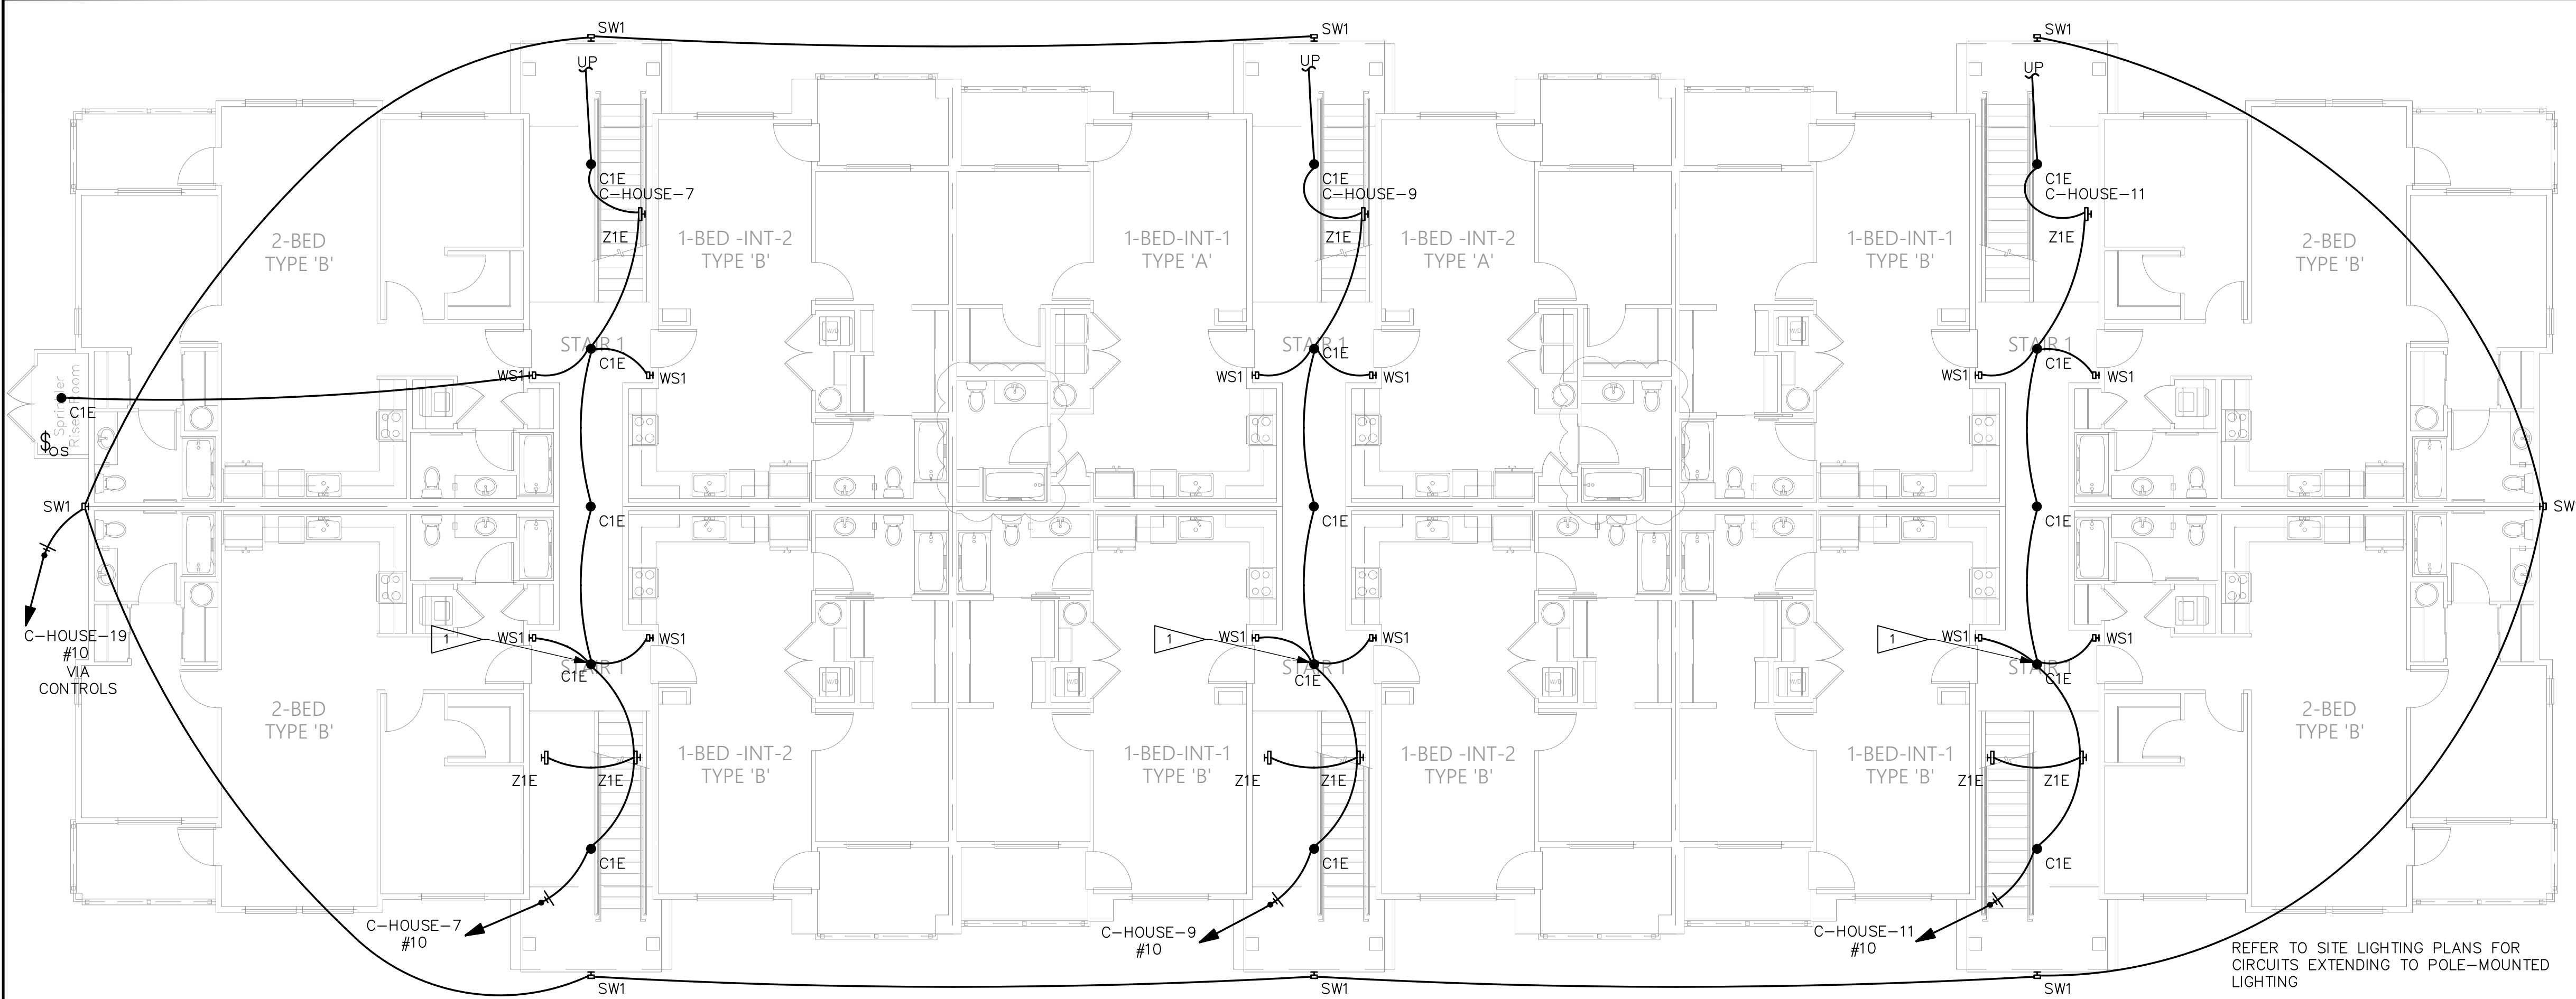 SW1
SW1
SW1
UP
UP
UP
C1E
C-HOUSE-7
C1E
C-HOUSE-9
C1E
C-HOUSE-11
Z1E
Z1E
Z1E
2-BED
TYPE 'B'
1-BED -INT-2
TYPE 'B'
1-BED-INT-1
TYPE 'A'
1-BED -INT-2
TYPE 'A'
1-BED-INT-1
TYPE 'B'
2-BED
TYPE 'B'
W/D
W/D
W/D
STAIR 1
STAIR 1
STAIR 1
C1E
C1E
C1E
WS1
WS1
WS1
WS1
WS1
WS1
C1E
Sprinkler
Riser Room
$OS
SW1
C1E
C1E
C1E
SW
C-HOUSE-19
#10
VIA
CONTROLS
1
WS1
WS1
1
WS1
WS1
1
WS1
WS1
STAIR 1
STAIR 1
STAIR 1
C1E
C1E
C1E
W/D
W/D
W/D
W/D
2-BED
TYPE 'B'
1-BED -INT-2
TYPE 'B'
1-BED-INT-1
TYPE 'B'
1-BED -INT-2
TYPE 'B'
1-BED-INT-1
TYPE 'B'
2-BED
TYPE 'B'
Z1E
Z1E
Z1E
Z1E
Z1E
Z1E
C1E
C1E
C1E
C-HOUSE-7
#10
C-HOUSE-9
#10
C-HOUSE-11
#10
REFER TO SITE LIGHTING PLANS FOR
CIRCUITS EXTENDING TO POLE-MOUNTED
LIGHTING
SW1
SW1
SW1